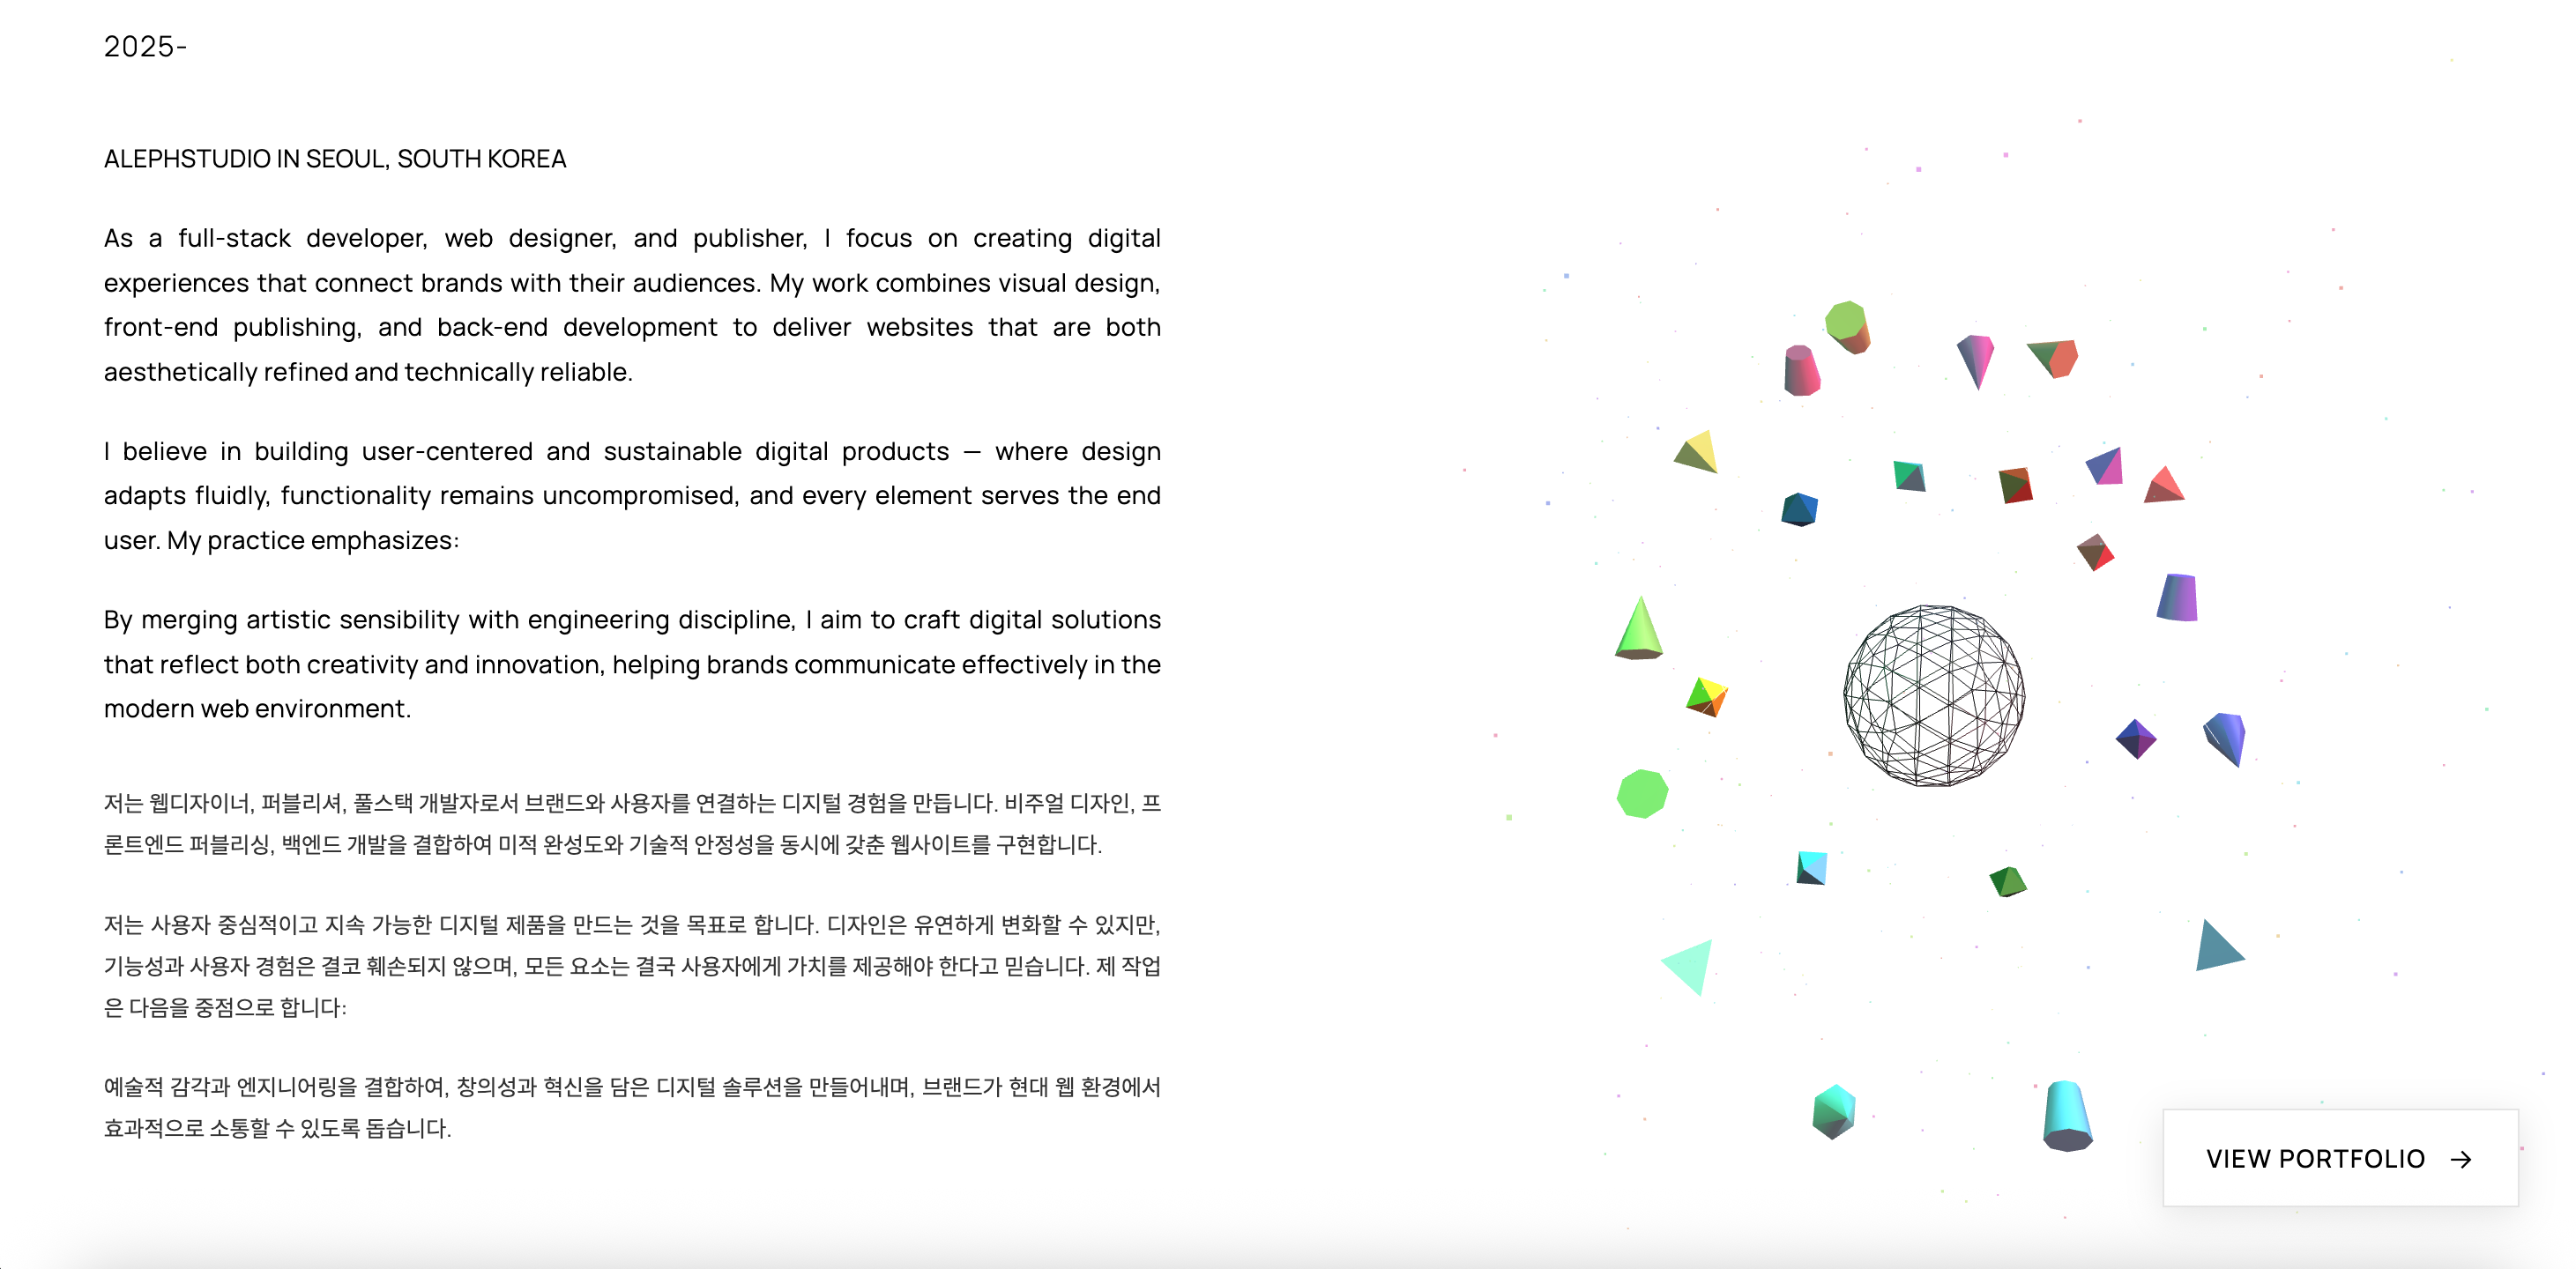 2025-
ALEPHSTUDIO IN SEOUL, SOUTH KOREA
As a full-stack developer, web designer, and publisher, I focus on creating digital
experiences that connect brands with their audiences. My work combines visual design,
front-end publishing, and back-end development to deliver websites that are both
aesthetically refined and technically reliable.
I believe in building user-centered and sustainable digital products — where design
adapts fluidly, functionality remains uncompromised, and every element serves the end
user. My practice emphasizes:
By merging artistic sensibility with engineering discipline, I aim to craft digital solutions
that reflect both creativity and innovation, helping brands communicate effectively in the
modern web environment.
저는 웹디자이너, 퍼블리셔, 풀스택 개발자로서 브랜드와 사용자를 연결하는 디지털 경험을 만듭니다. 비주얼 디자인, 프
론트엔드 퍼블리싱, 백엔드 개발을 결합하여 미적 완성도와 기술적 안정성을 동시에 갖춘 웹사이트를 구현합니다.
저는 사용자 중심적이고 지속 가능한 디지털 제품을 만드는 것을 목표로 합니다. 디자인은 유연하게 변화할 수 있지만,
기능성과 사용자 경험은 결코 훼손되지 않으며, 모든 요소는 결국 사용자에게 가치를 제공해야 한다고 믿습니다. 제 작업
은 다음을 중점으로 합니다:
예술적 감각과 엔지니어링을 결합하여, 창의성과 혁신을 담은 디지털 솔루션을 만들어내며, 브랜드가 현대 웹 환경에서
효과적으로 소통할 수 있도록 돕습니다.
VIEW PORTFOLIO →